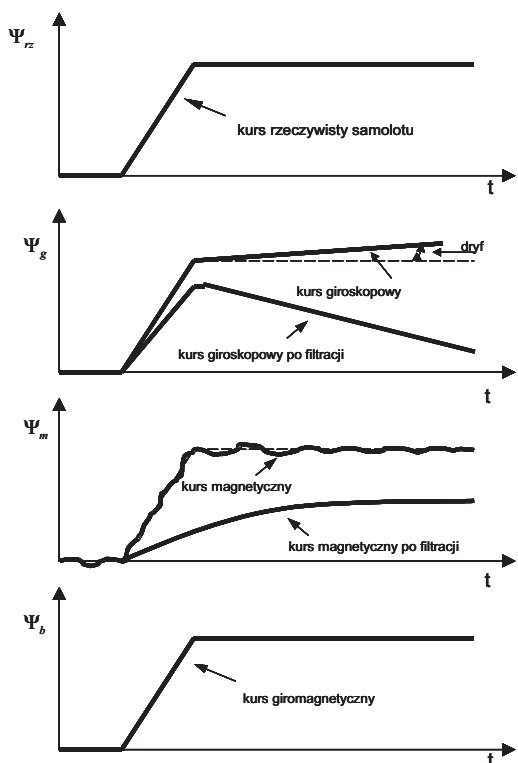 Ψrz
kurs rzeczywisty samolotu
t
Ψg
dryf
kurs giroskopowy
kurs giroskopowy po filtracji
t
Ψm
kurs magnetyczny
kurs magnetyczny po filtracji
t
Ψb
kurs giromagnetyczny
t